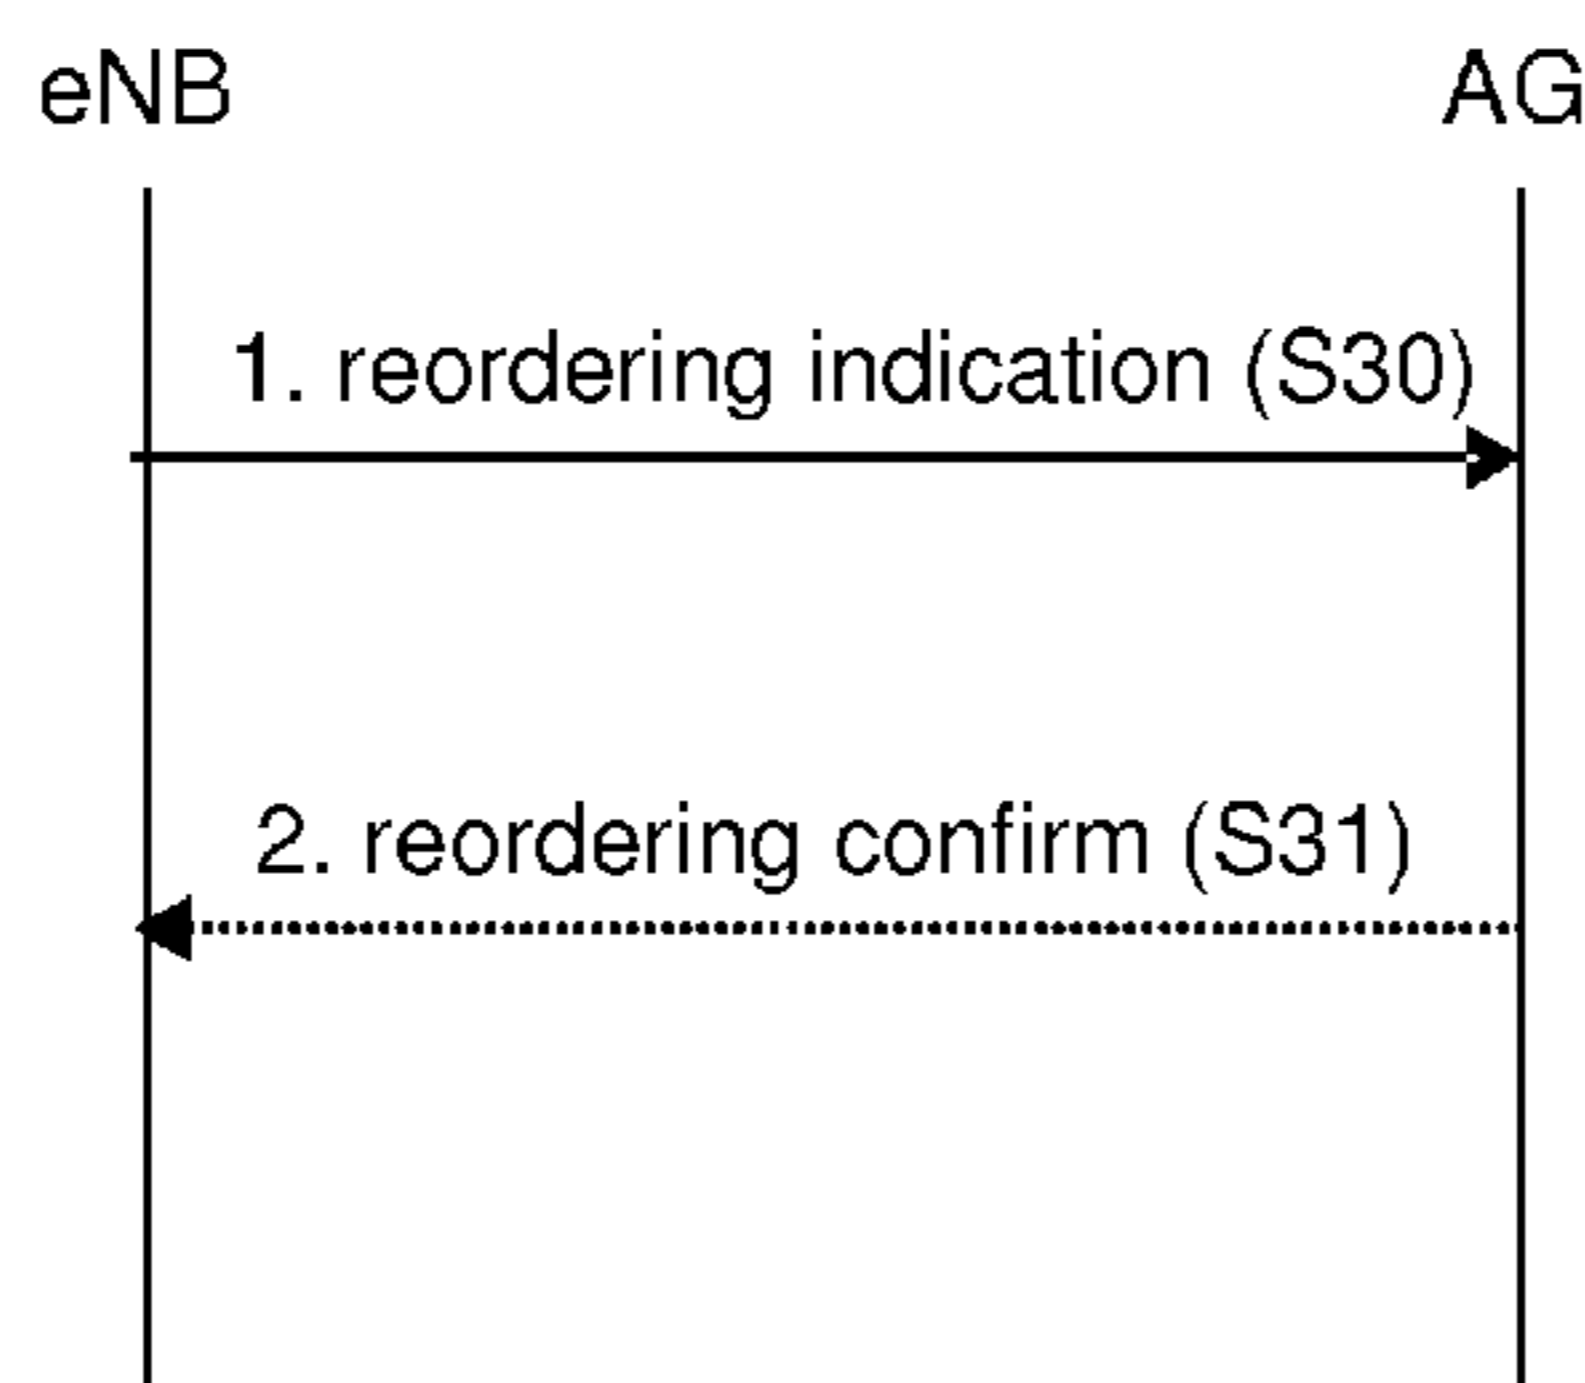 eNB AG
1. reordering indication (S30)
2. reordering confirm (S31)